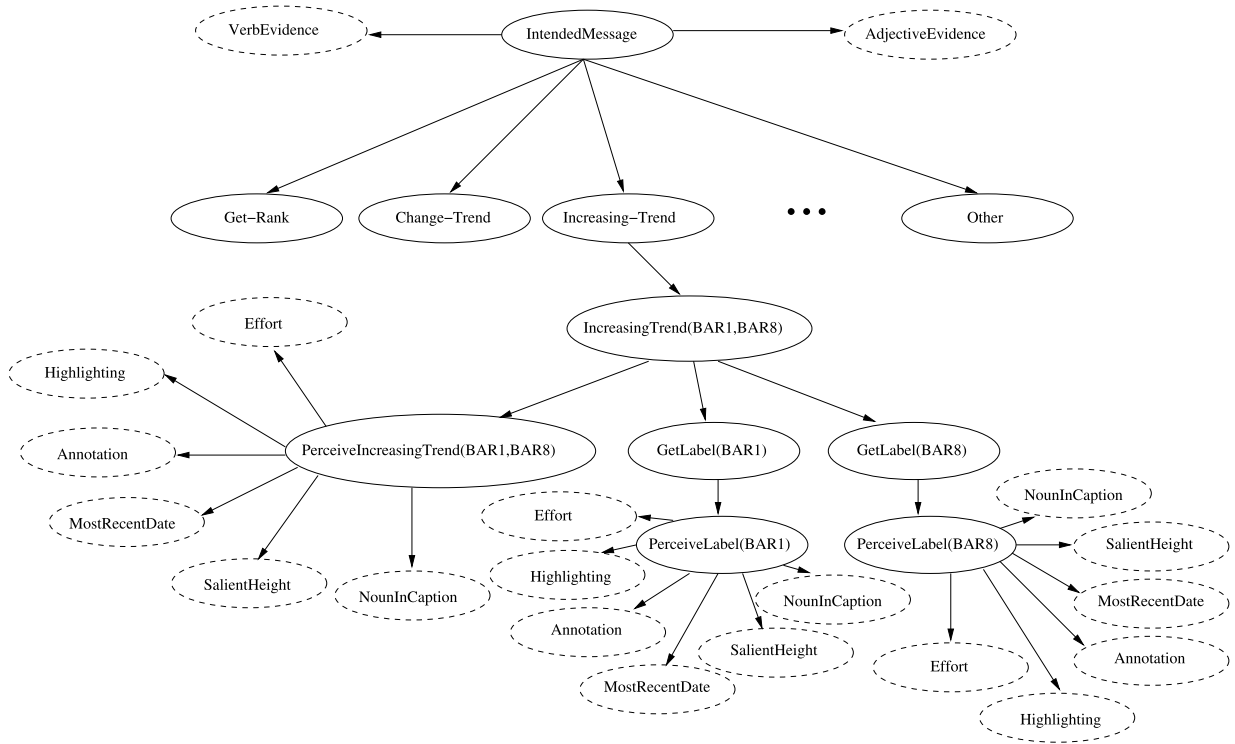 VerbEvidence
IntendedMessage
AdjectiveEvidence
Get−Rank
Change−Trend
Increasing−Trend
•••
Other
IncreasingTrend(BAR1,BAR8)
Effort
Highlighting
Annotation
MostRecentDate
SalientHeight
NounInCaption
PerceiveIncreasingTrend(BAR1,BAR8)
GetLabel(BAR1)
GetLabel(BAR8)
Effort
PerceiveLabel(BAR1)
Highlighting
Annotation
MostRecentDate
SalientHeight
NounInCaption
PerceiveLabel(BAR8)
NounInCaption
SalientHeight
MostRecentDate
Annotation
Effort
Highlighting